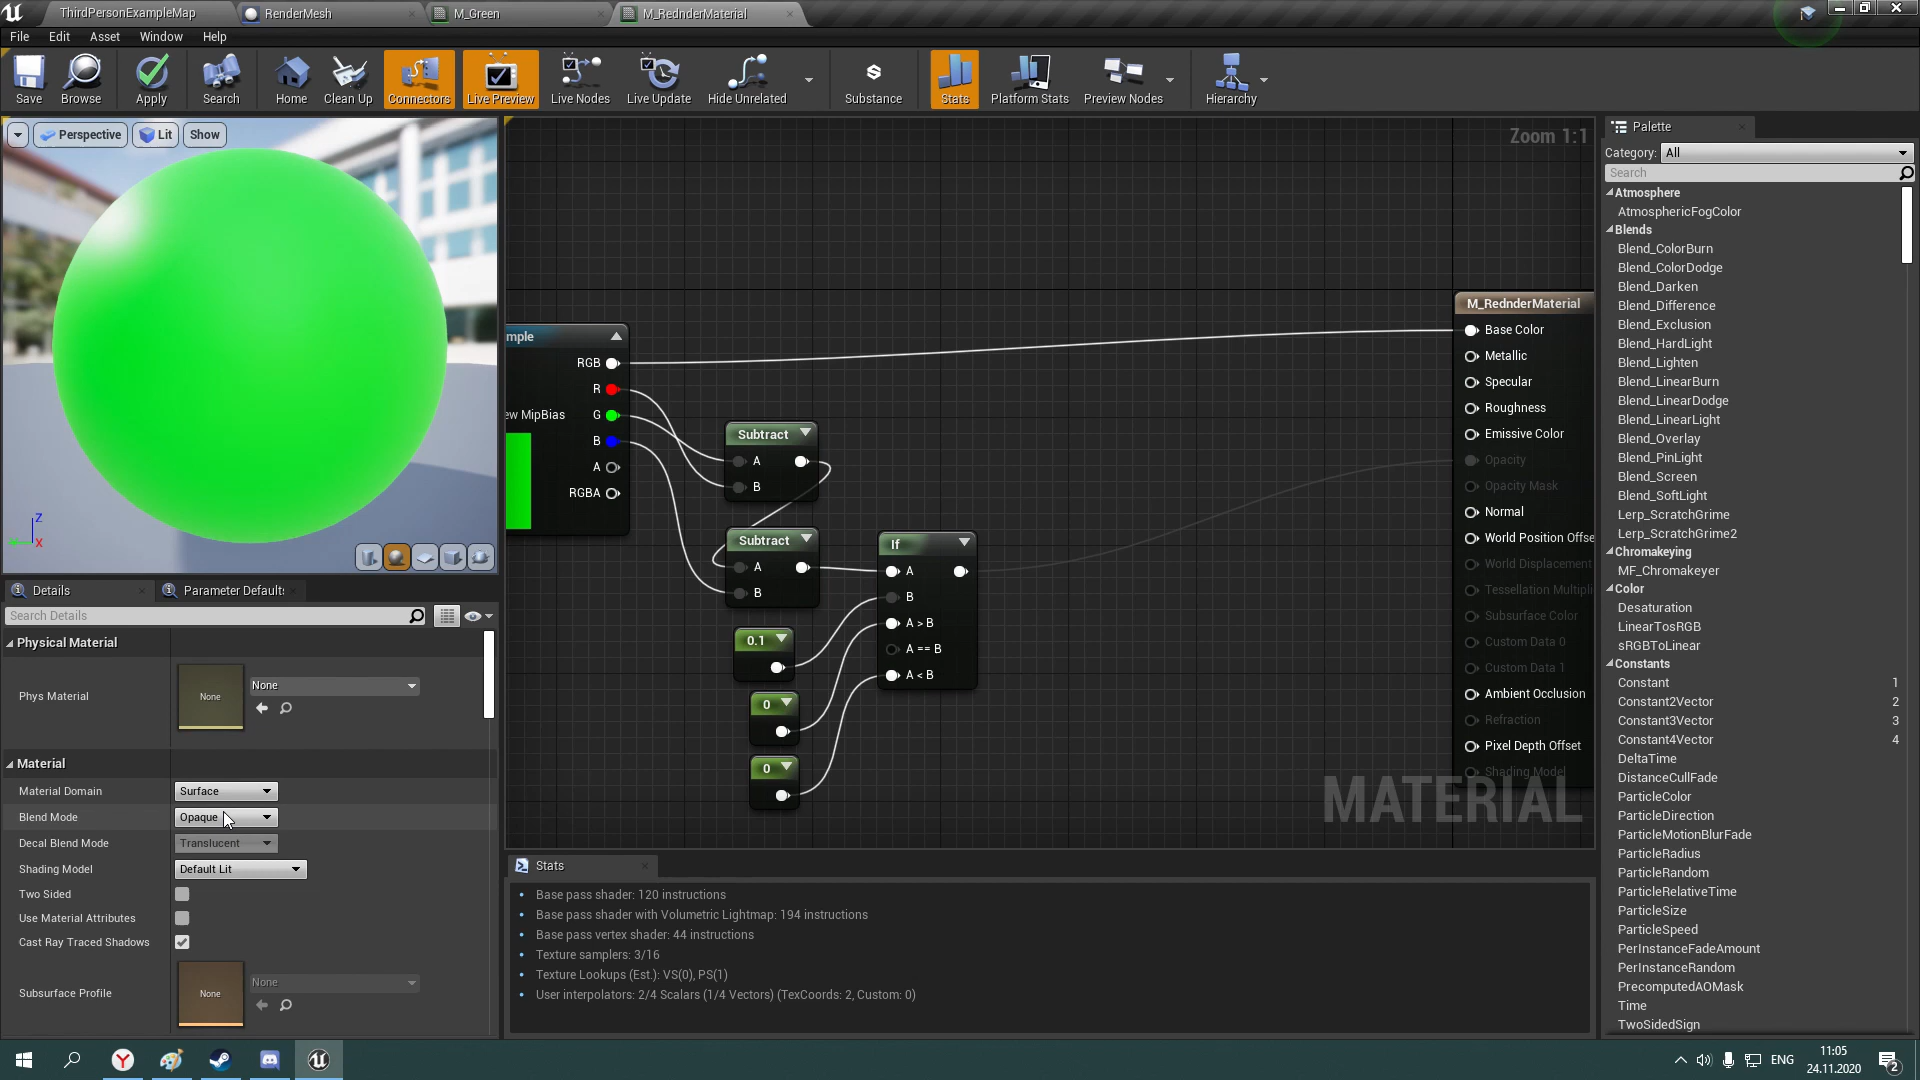 ThirdPersonExampleMap
RenderMesh
M_Green
M_RednderMaterial
File Edit Asset Window Help
Save Browse Apply Search Home Clean Up Connectors Live Preview Live Nodes Live Update Hide Unrelated Substance Stats Platform Stats Preview Nodes Hierarchy
Perspective Lit Show
Z
X
Zoom 1:1
mple
RGB
R
ew MipBias G
B
A
RGBA
Subtract
A
B
Subtract
A
B
If
A
B
A > B
A == B
A < B
0.1
0
0
M_RednderMaterial
Base Color
Metallic
Specular
Roughness
Emissive Color
Opacity
Opacity Mask
Normal
World Position Offse
World Displacement
Tessellation Multipli
Subsurface Color
Custom Data 0
Custom Data 1
Ambient Occlusion
Refraction
Pixel Depth Offset
Shading Model
MATERIAL
Details
Parameter Default
Search Details
Physical Material
Phys Material
None
None
Material
Material Domain Surface
Blend Mode Opaque
Decal Blend Mode Translucent
Shading Model Default Lit
Two Sided
Use Material Attributes
Cast Ray Traced Shadows
Subsurface Profile
None
None
Stats
Base pass shader: 120 instructions
Base pass shader with Volumetric Lightmap: 194 instructions
Base pass vertex shader: 44 instructions
Texture samplers: 3/16
Texture Lookups (Est.): VS(0), PS(1)
User interpolators: 2/4 Scalars (1/4 Vectors) (TexCoords: 2, Custom: 0)
Palette
Category: All
Search
Atmosphere
AtmosphericFogColor
Blends
Blend_ColorBurn
Blend_ColorDodge
Blend_Darken
Blend_Difference
Blend_Exclusion
Blend_HardLight
Blend_Lighten
Blend_LinearBurn
Blend_LinearDodge
Blend_LinearLight
Blend_Overlay
Blend_PinLight
Blend_Screen
Blend_SoftLight
Lerp_ScratchGrime
Lerp_ScratchGrime2
Chromakeying
MF_Chromakeyer
Color
Desaturation
LinearTosRGB
sRGBToLinear
Constants
Constant 1
Constant2Vector 2
Constant3Vector 3
Constant4Vector 4
DeltaTime
DistanceCullFade
ParticleColor
ParticleDirection
ParticleMotionBlurFade
ParticleRadius
ParticleRandom
ParticleRelativeTime
ParticleSize
ParticleSpeed
PerInstanceFadeAmount
PerInstanceRandom
PrecomputedAOMask
Time
TwoSidedSign
ENG
11:05
24.11.2020
2